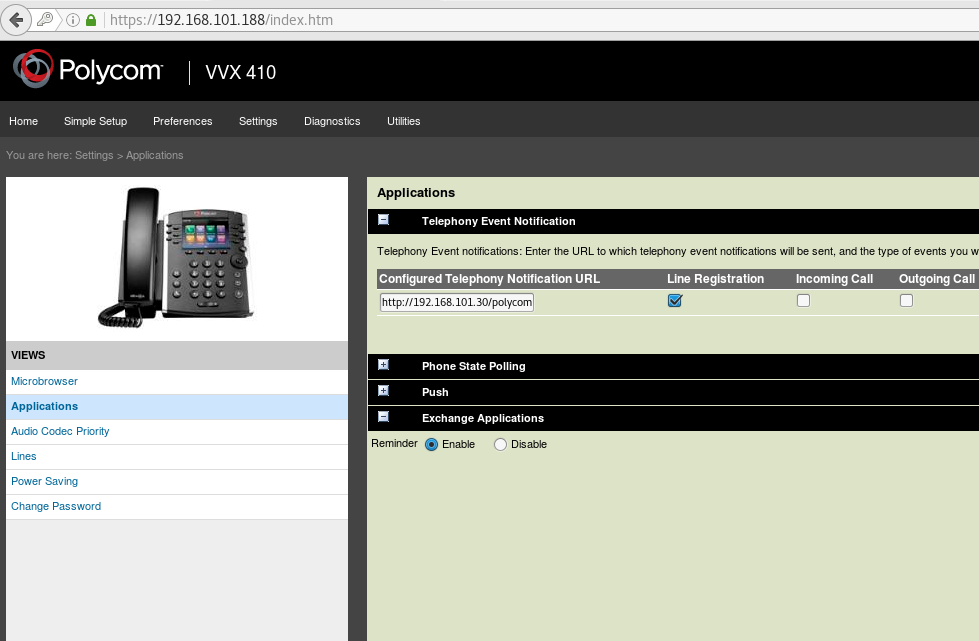 https://192.168.101.188/index.htm
Polycom VVX 410
Home Simple Setup Preferences Settings Diagnostics Utilities
You are here: Settings > Applications
Applications
Telephony Event Notification
Telephony Event notifications: Enter the URL to which telephony event notifications will be sent, and the type of events you w
Configured Telephony Notification URL Line Registration Incoming Call Outgoing Call
http://192.168.101.30/polycom
Phone State Polling
Push
Exchange Applications
Reminder Enable Disable
VIEWS
Microbrowser
Applications
Audio Codec Priority
Lines
Power Saving
Change Password